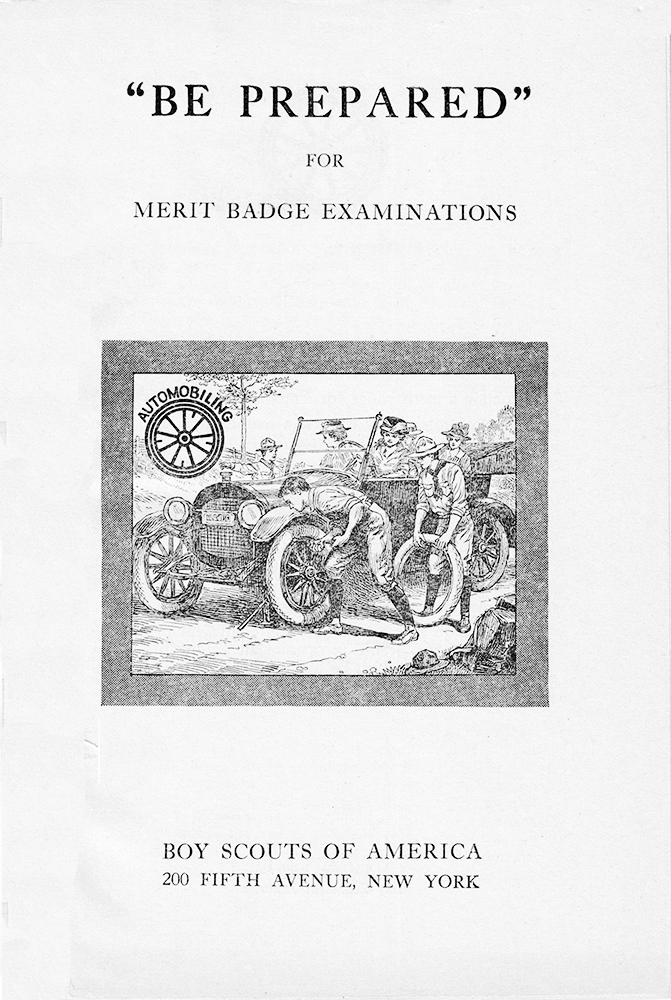 “BE PREPARED”
FOR
MERIT BADGE EXAMINATIONS
AUTOMOBILING
BOY SCOUTS OF AMERICA
200 FIFTH AVENUE, NEW YORK